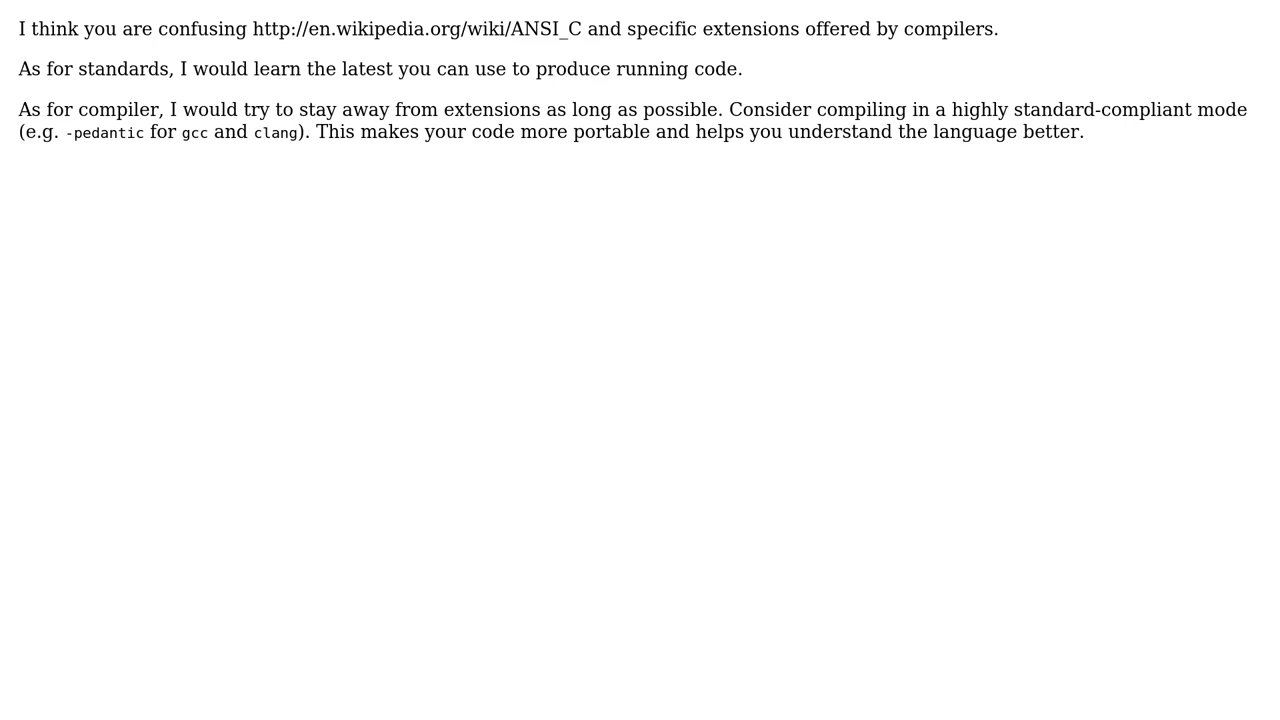 I think you are confusing http://en.wikipedia.org/wiki/ANSI_C and specific extensions offered by compilers.
As for standards, I would learn the latest you can use to produce running code.
As for compiler, I would try to stay away from extensions as long as possible. Consider compiling in a highly standard-compliant mode
(e.g. -pedantic for gcc and clang). This makes your code more portable and helps you understand the language better.